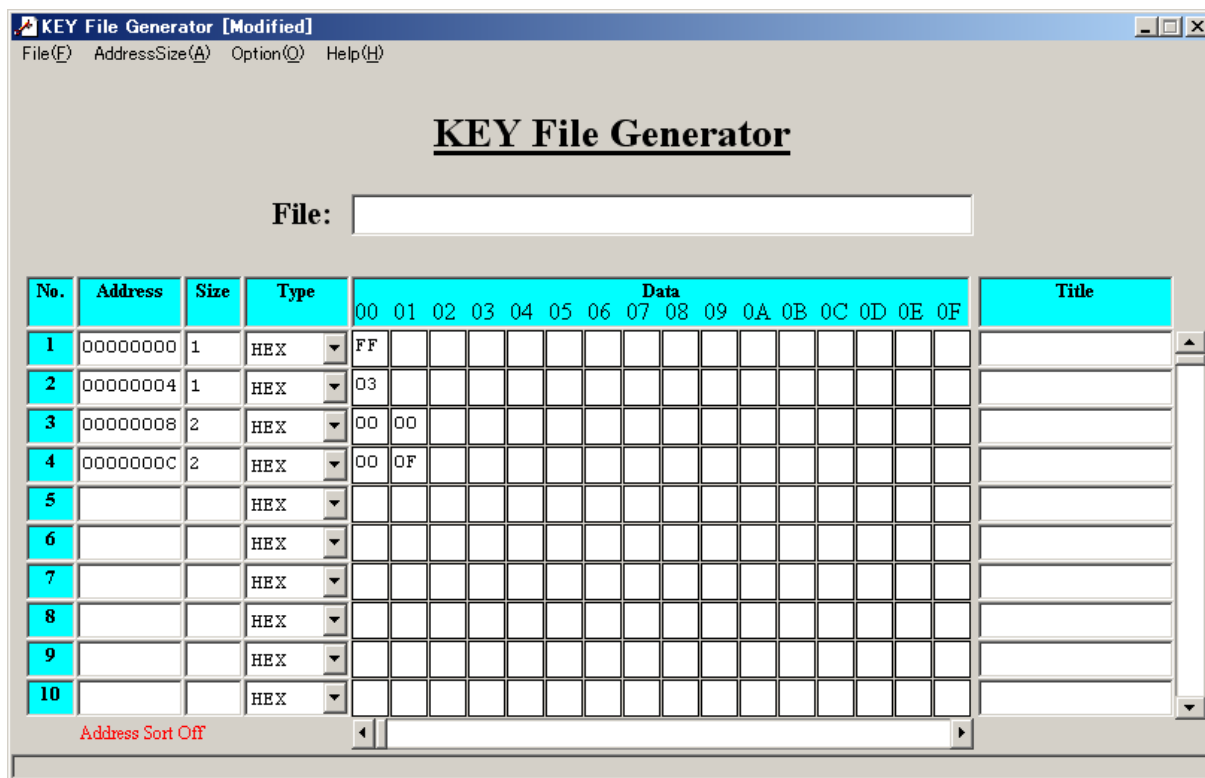 KEY File Generator [Modified]
File(F) AddressSize(A) Option(O) Help(H)
KEY File Generator
File:
No. Address Size Type Data Title
00 01 02 03 04 05 06 07 08 09 0A 0B 0C 0D 0E 0F
1 00000000 1 HEX FF
2 00000004 1 HEX 03
3 00000008 2 HEX 00 00
4 0000000C 2 HEX 00 0F
5 HEX
6 HEX
7 HEX
8 HEX
9 HEX
10 HEX
Address Sort Off